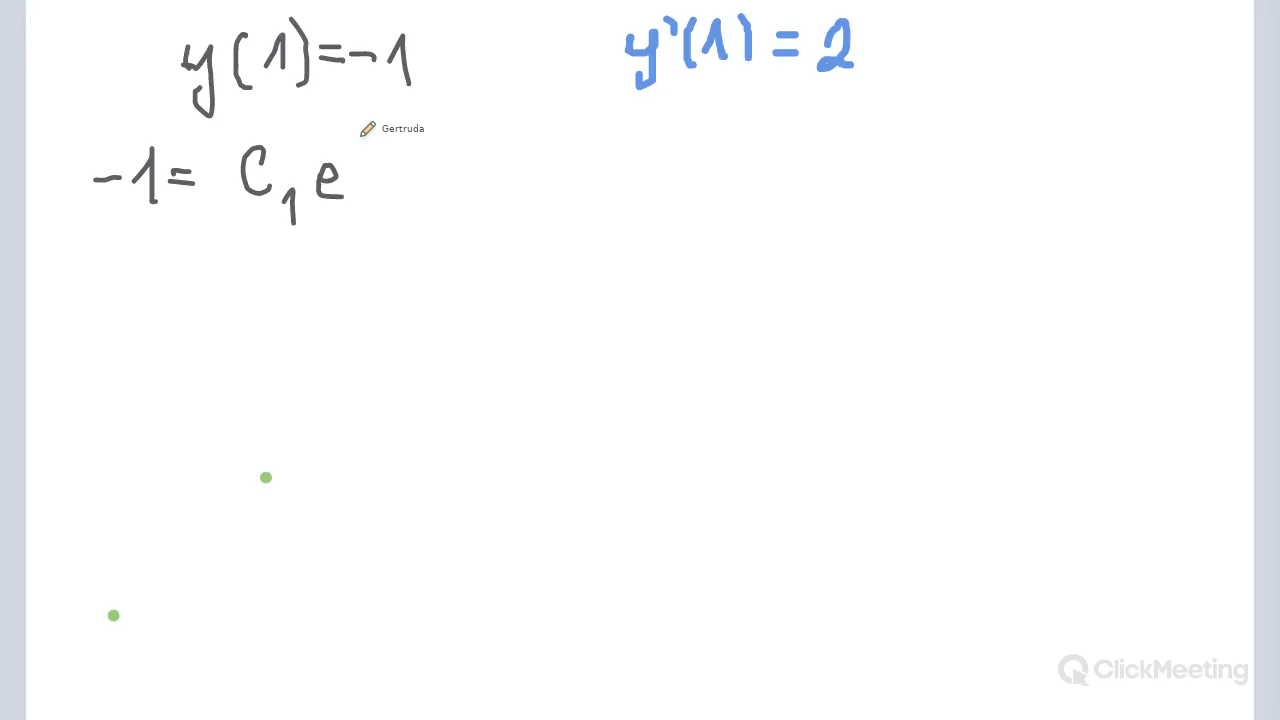 y(1)=-1
y'(1)=2
Gertruda
-1= C₁e
ClickMeeting